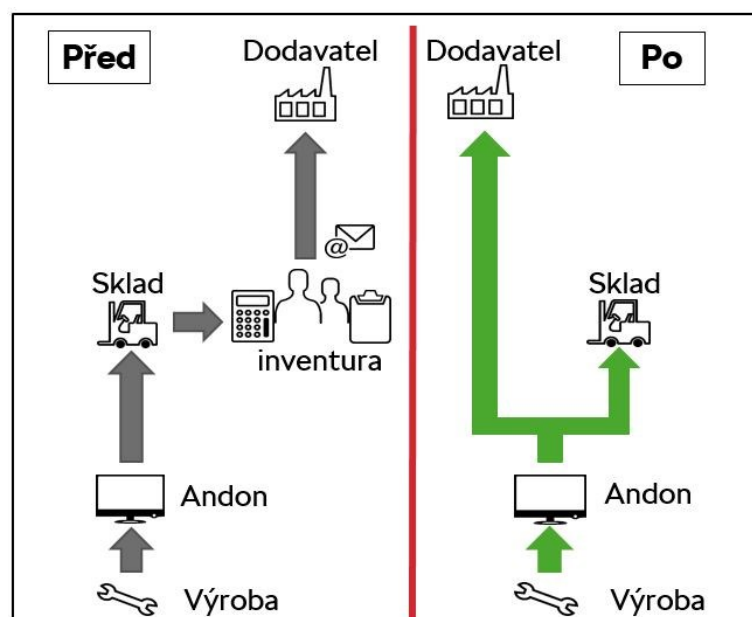 Před
Dodavatel
@
Sklad
inventura
Andon
Výroba
Dodavatel
Po
Sklad
Andon
Výroba